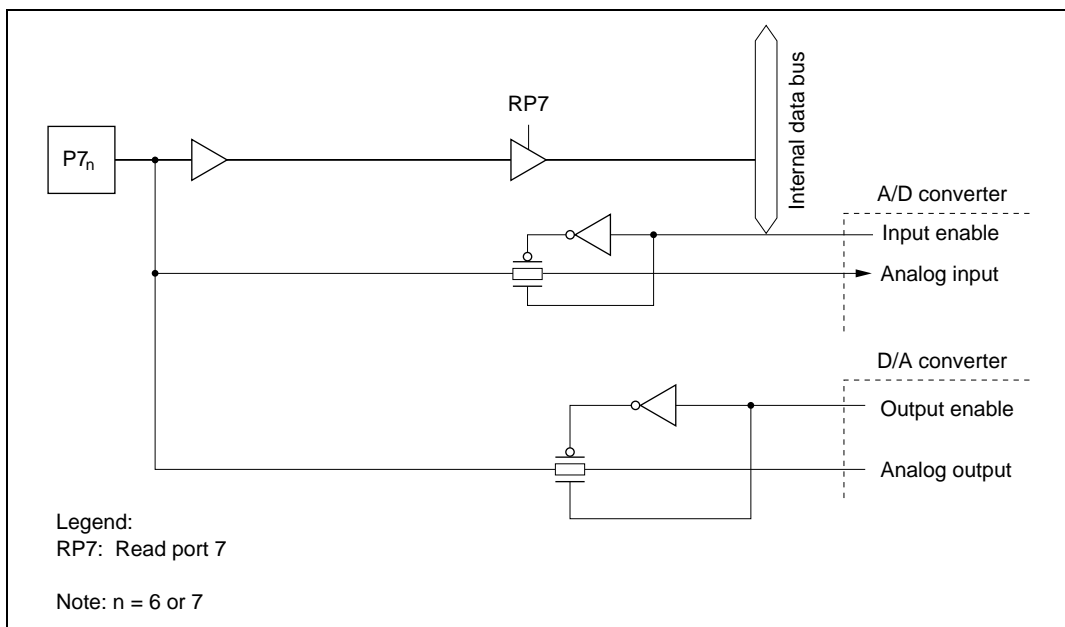 RP7
P7n
Internal data bus
A/D converter
Input enable
Analog input
D/A converter
Output enable
Analog output
Legend:
RP7: Read port 7
Note: n = 6 or 7